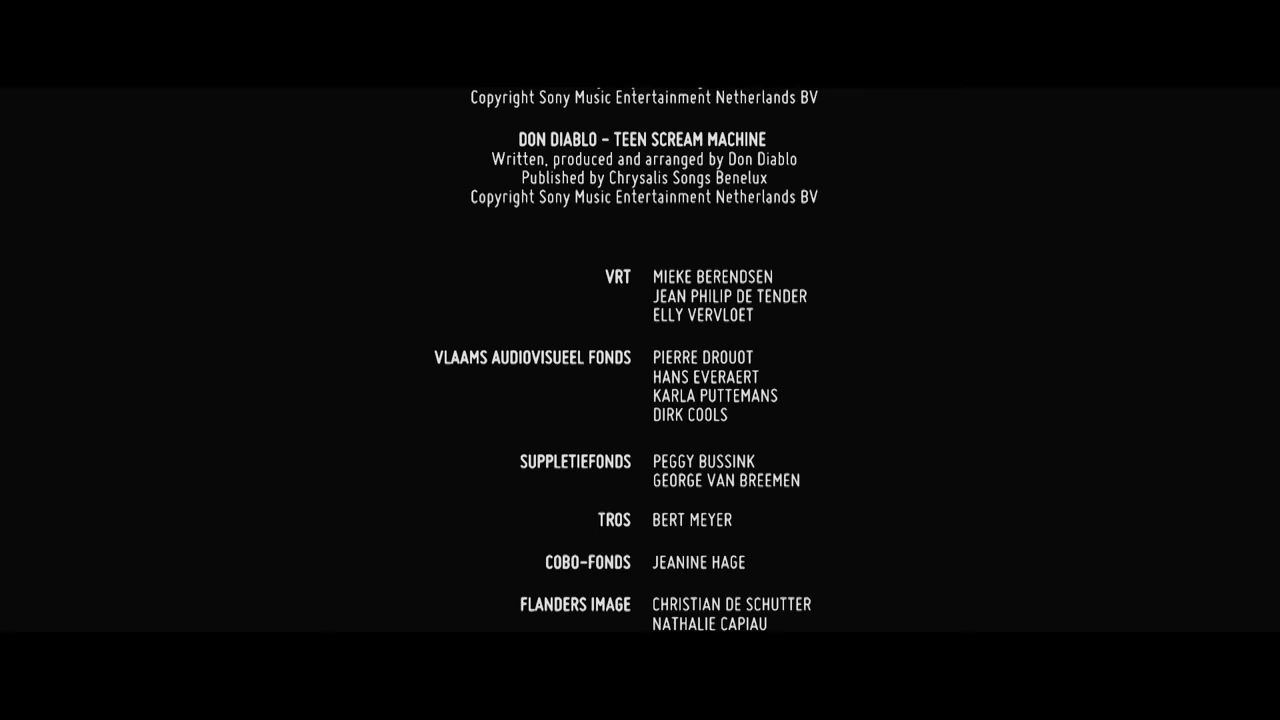 Copyright Sony Music Entertainment Netherlands BV
DON DIABLO - TEEN SCREAM MACHINE
Written, produced and arranged by Don Diablo
Published by Chrysalis Songs Benelux
Copyright Sony Music Entertainment Netherlands BV
VRT MIEKE BERENDSEN
JEAN PHILIP DE TENDER
ELLY VERVLOET
VLAAMS AUDIOVISUEEL FONDS PIERRE DROUOT
HANS EVERAERT
KARLA PUTTEMANS
DIRK COOLS
SUPPLETIEFONDS PEGGY BUSSINK
GEORGE VAN BREEMEN
TROS BERT MEYER
COBO-FONDS JEANINE HAGE
FLANDERS IMAGE CHRISTIAN DE SCHUTTER
NATHALIE CAPIAU